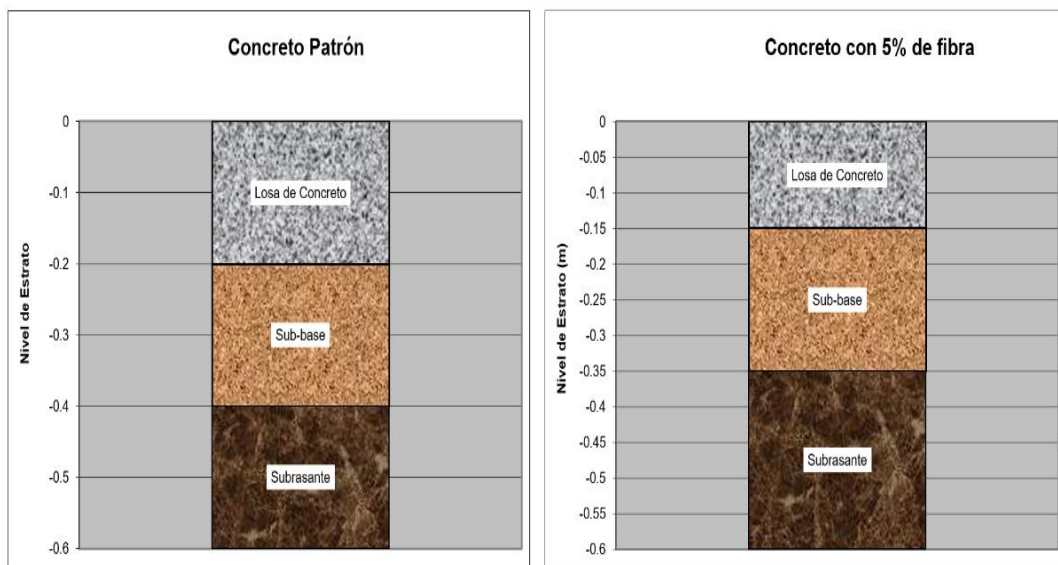 Concreto Patrón
Nivel de Estrato
0
-0.1
-0.2
-0.3
-0.4
-0.5
-0.6
Losa de Concreto
Sub-base
Subrasante
Concreto con 5% de fibra
Nivel de Estrato (m)
0
-0.05
-0.1
-0.15
-0.2
-0.25
-0.3
-0.35
-0.4
-0.45
-0.5
-0.55
-0.6
Losa de Concreto
Sub-base
Subrasante